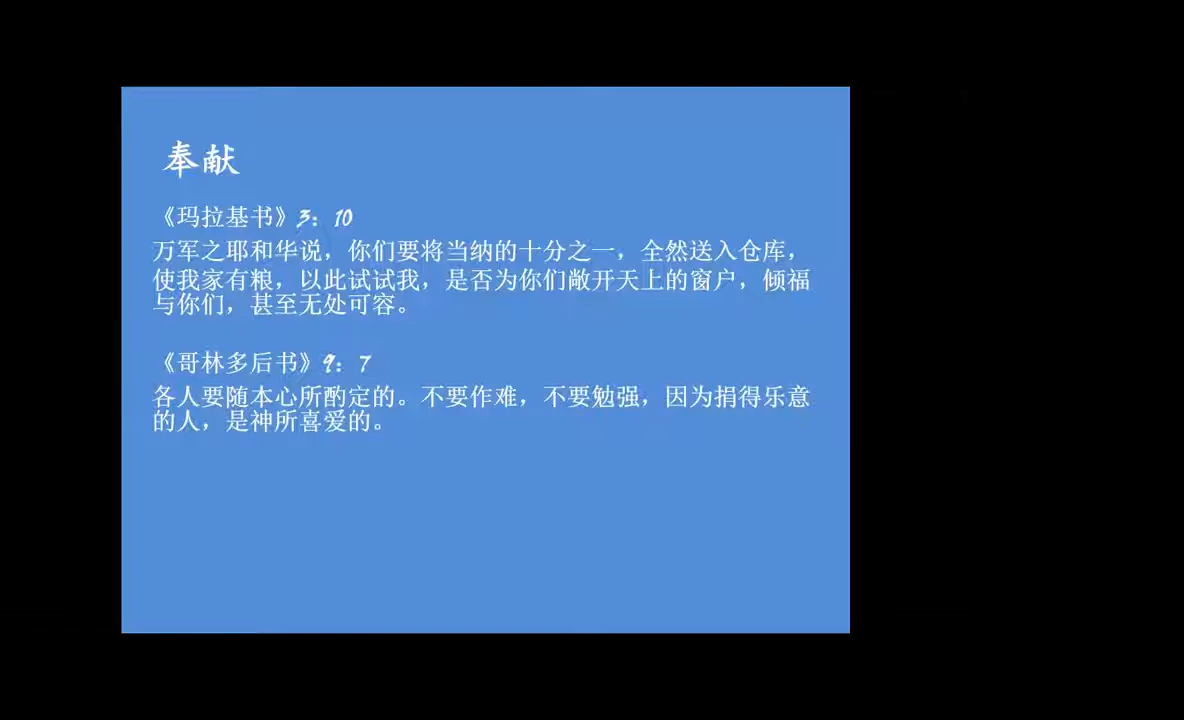 奉献
《玛拉基书》3：10
万军之耶和华说，你们要将当纳的十分之一，全然送入仓库，
使我家有粮，以此试试我，是否为你们敞开天上的窗户，倾福
与你们，甚至无处可容。
《哥林多后书》9：7
各人要随本心所酌定的。不要作难，不要勉强，因为捐得乐意
的人，是神所喜爱的。